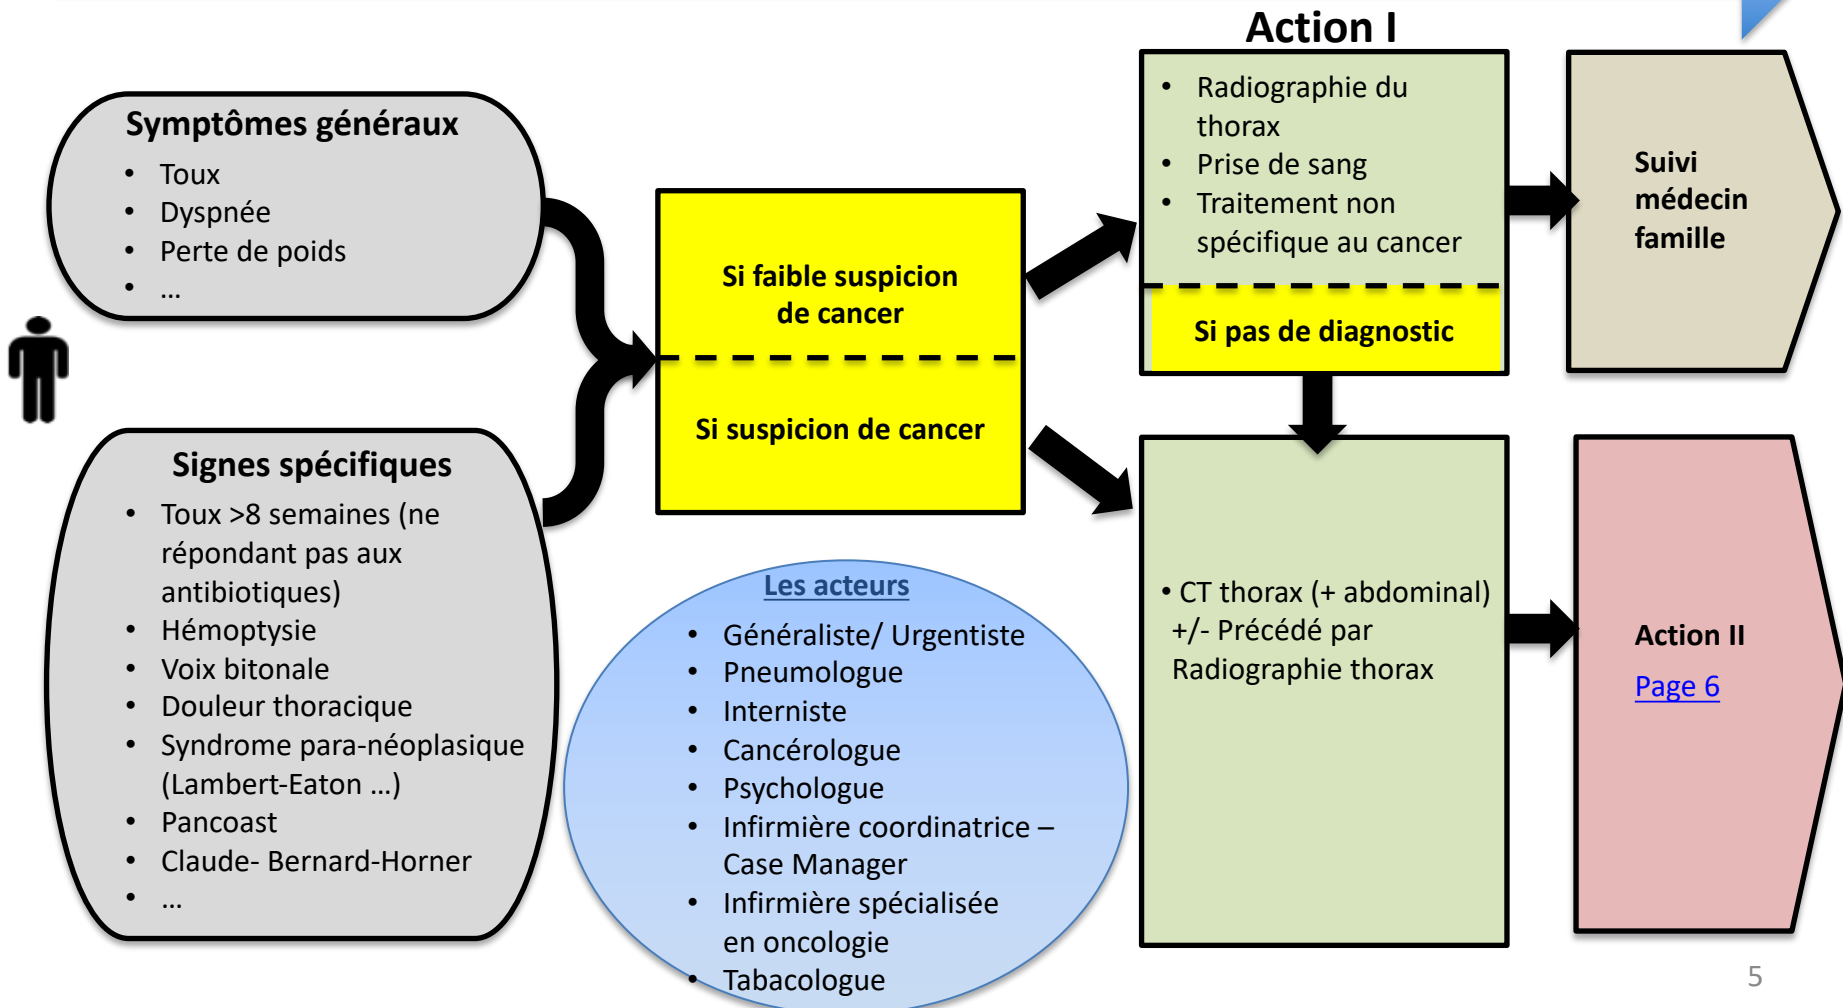 Action I
Symptômes généraux
• Toux
• Dyspnée
• Perte de poids
• ...
Signes spécifiques
• Toux >8 semaines (ne
répondant pas aux
antibiotiques)
• Hémoptysie
• Voix bitonale
• Douleur thoracique
• Syndrome para-néoplasique
(Lambert-Eaton ...)
• Pancoast
• Claude- Bernard-Horner
• ...
Si faible suspicion
de cancer
Si suspicion de cancer
Les acteurs
• Généraliste/ Urgentiste
• Pneumologue
• Interniste
• Cancérologue
• Psychologue
• Infirmière coordinatrice –
Case Manager
• Infirmière spécialisée
en oncologie
• Tabacologue
• Radiographie du
thorax
• Prise de sang
• Traitement non
spécifique au cancer
Si pas de diagnostic
• CT thorax (+ abdominal)
+/- Précédé par
Radiographie thorax
Suivi
médecin
famille
Action II
Page 6
5